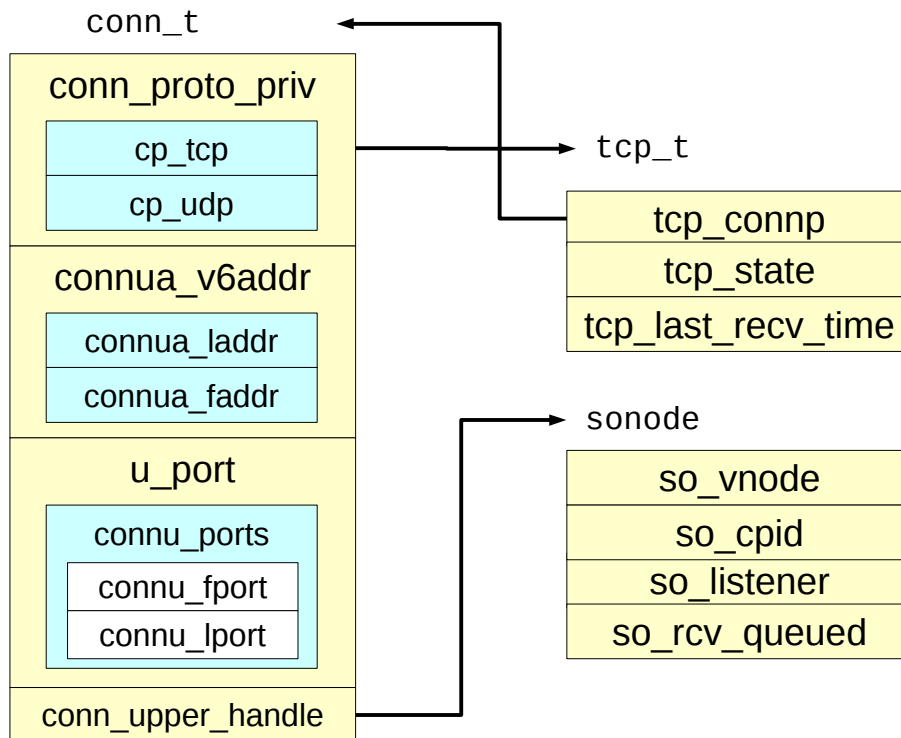 conn_t
conn_proto_priv
cp_tcp
cp_udp
connua_v6addr
connua_laddr
connua_faddr
u_port
connu_ports
connu_fport
connu_lport
conn_upper_handle
tcp_t
tcp_connp
tcp_state
tcp_last_recv_time
sonode
so_vnode
so_cpid
so_listener
so_rcv_queued